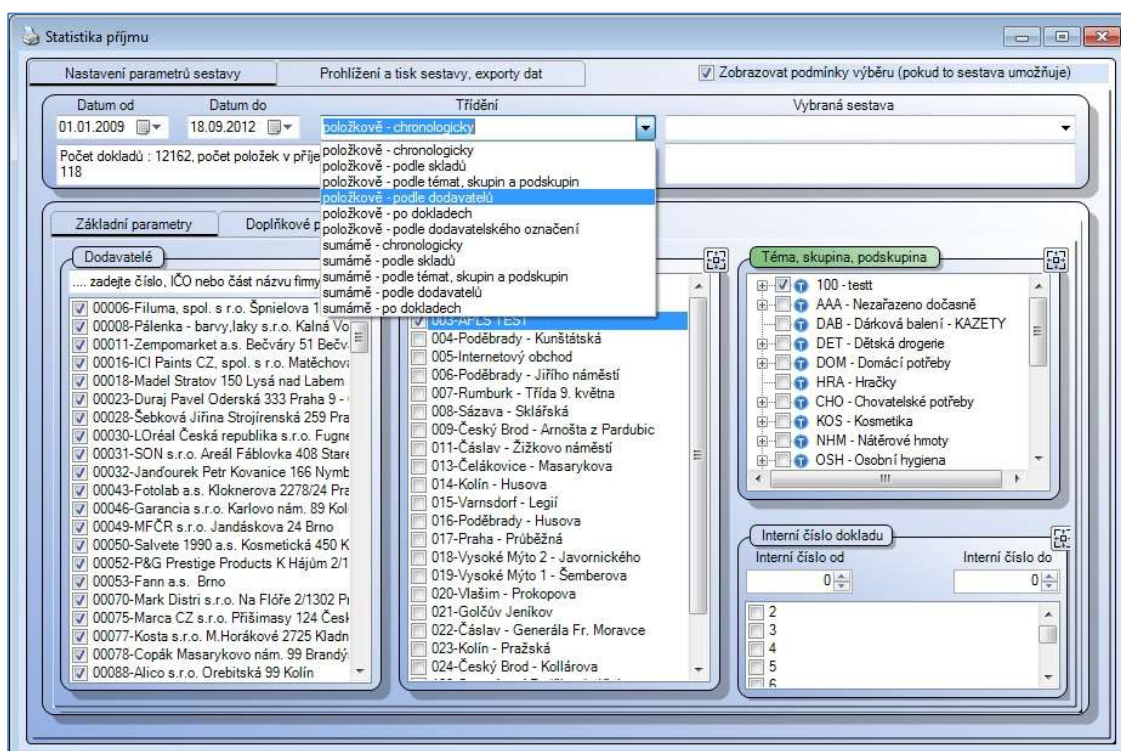 Statistika příjmu
Nastavení parametrů sestavy
Prohlížení a tisk sestavy, exporty dat
Zobrazovat podmínky výběru (pokud to sestava umožňuje)
Datum od
Datum do
Třídění
Vybraná sestava
01.01.2009
18.09.2012
položkově - chronologicky
Počet dokladů : 12162, počet položek v příje
118
položkově - chronologicky
položkově - podle skladů
položkově - podle témat, skupin a podskupin
položkově - podle dodavatelů
položkově - po dokladech
položkově - podle dodavatelského označení
sumárně - chronologicky
sumárně - podle skladů
sumárně - podle témat, skupin a podskupin
sumárně - podle dodavatelů
sumárně - po dokladech
Základní parametry
Doplňkové p
Dodavatelé
.... zadejte číslo, IČO nebo část názvu firmy
00006-Filuma, spol. s r.o. Špnielova 1
00008-Pálenka - barvy,laky s.r.o. Kalná Vo
00011-Zempomarket a.s. Bečváry 51 Bečv
00016-ICI Paints CZ, spol. s r.o. Matěchova
00018-Madel Stratov 150 Lysá nad Labem
00023-Duraj Pavel Oderská 333 Praha 9 -
00028-Šebková Jiřina Strojírenská 259 Pra
00030-LOréal Česká republika s.r.o. Fugne
00031-SON s.r.o. Areál Fáblovka 408 Stare
00032-Janďourek Petr Kovanice 166 Nymb
00043-Fotolab a.s. Kloknerova 2278/24 Pra
00046-Garancia s.r.o. Karlovo nám. 89 Koli
00049-MFČR s.r.o. Jandáskova 24 Brno
00050-Salvete 1990 a.s. Kosmetická 450 K
00052-P&G Prestige Products K Hájům 2/1
00053-Fann a.s. Brno
00070-Mark Distri s.r.o. Na Flóře 2/1302 Pr
00075-Marca CZ s.r.o. Přišimasy 124 Česk
00077-Kosta s.r.o. M.Horákové 2725 Kladn
00078-Copák Masarykovo nám. 99 Brandý
00088-Alico s.r.o. Orebitská 99 Kolín
003-APLS TEST
004-Poděbrady - Kunštátská
005-Internetový obchod
006-Poděbrady - Jiřího náměstí
007-Rumburk - Třída 9. května
008-Sázava - Sklářská
009-Český Brod - Arnošta z Pardubic
011-Čáslav - Žižkovo náměstí
013-Čelákovice - Masarykova
014-Kolín - Husova
015-Varnsdorf - Legií
016-Poděbrady - Husova
017-Praha - Průběžná
018-Vysoké Mýto 2 - Javornického
019-Vysoké Mýto 1 - Šemberova
020-Vlašim - Prokopova
021-Golčův Jeníkov
022-Čáslav - Generála Fr. Moravce
023-Kolín - Pražská
024-Český Brod - Kollárova
Téma, skupina, podskupina
100 - testt
AAA - Nezařazeno dočasně
DAB - Dárková balení - KAZETY
DET - Dětská drogerie
DOM - Domácí potřeby
HRA - Hračky
CHO - Chovatelské potřeby
KOS - Kosmetika
NHM - Nátěrové hmoty
OSH - Osobní hygiena
Interní číslo dokladu
Interní číslo od
Interní číslo do
0
0
2
3
4
5
6